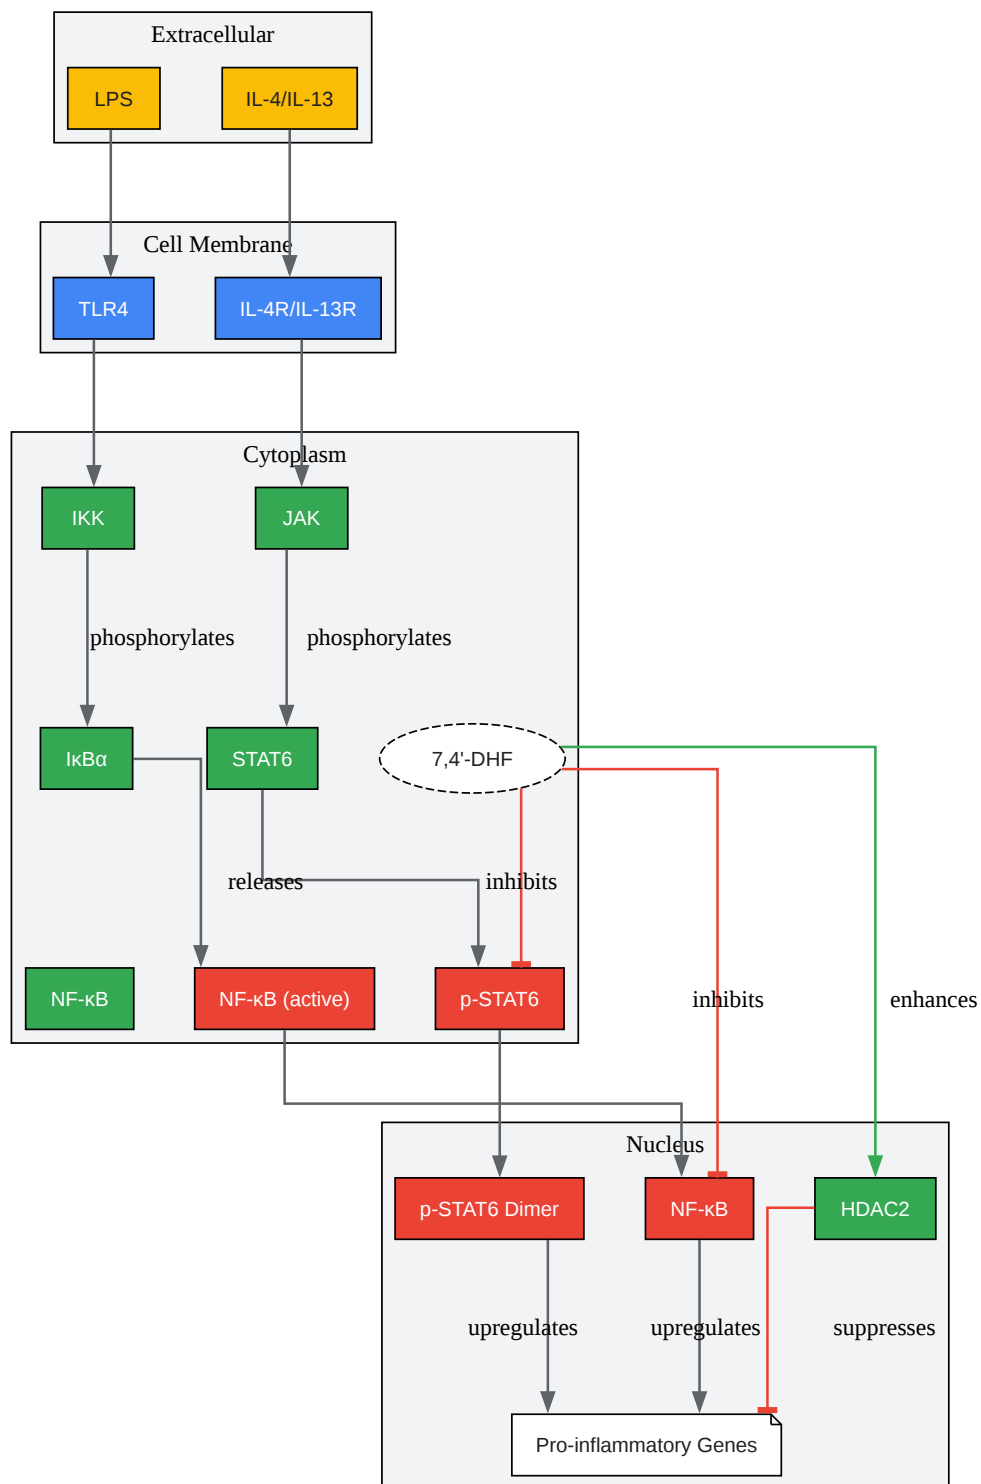 Extracellular
LPS
IL-4/IL-13
Cell Membrane
TLR4
IL-4R/IL-13R
Cytoplasm
IKK
JAK
phosphorylates
phosphorylates
IκBα
STAT6
7,4'-DHF
releases
inhibits
NF-κB
NF-κB (active)
p-STAT6
inhibits
enhances
Nucleus
p-STAT6 Dimer
NF-κB
HDAC2
upregulates
upregulates
suppresses
Pro-inflammatory Genes